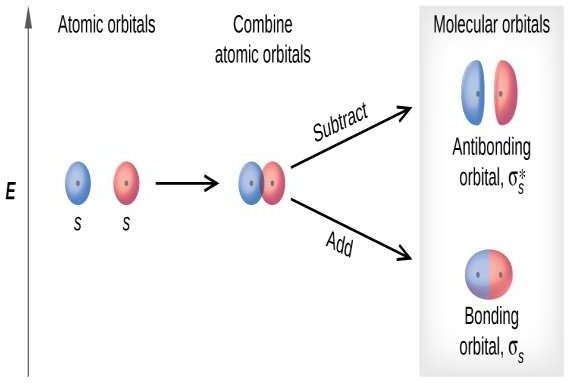 Atomic orbitals
Combine
atomic orbitals
Molecular orbitals
E
s
s
Subtract
Add
Antibonding
orbital, σs*
Bonding
orbital, σs